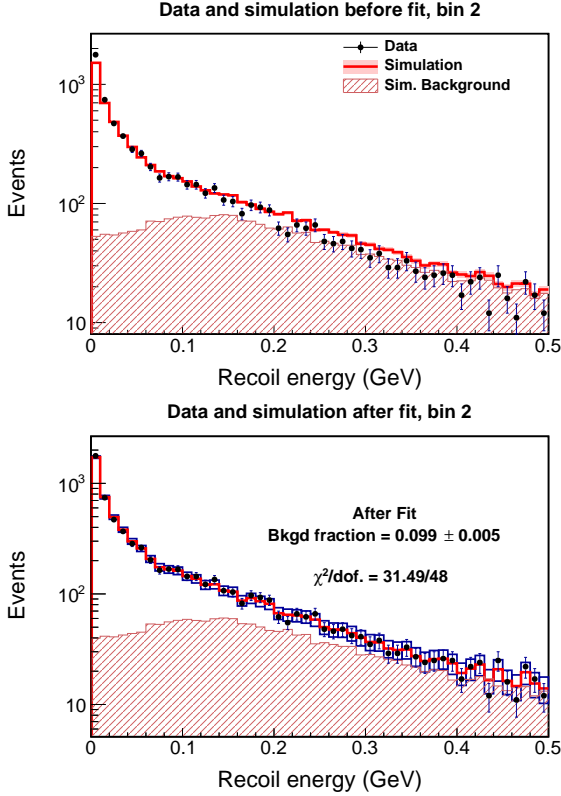 Data and simulation before fit, bin 2
Events
10³
10²
10
Data
Simulation
Sim. Background
0 0.1 0.2 0.3 0.4 0.5
Recoil energy (GeV)
Data and simulation after fit, bin 2
Events
10³
10²
10
After Fit
Bkgd fraction = 0.099 ± 0.005
χ²/dof. = 31.49/48
0 0.1 0.2 0.3 0.4 0.5
Recoil energy (GeV)